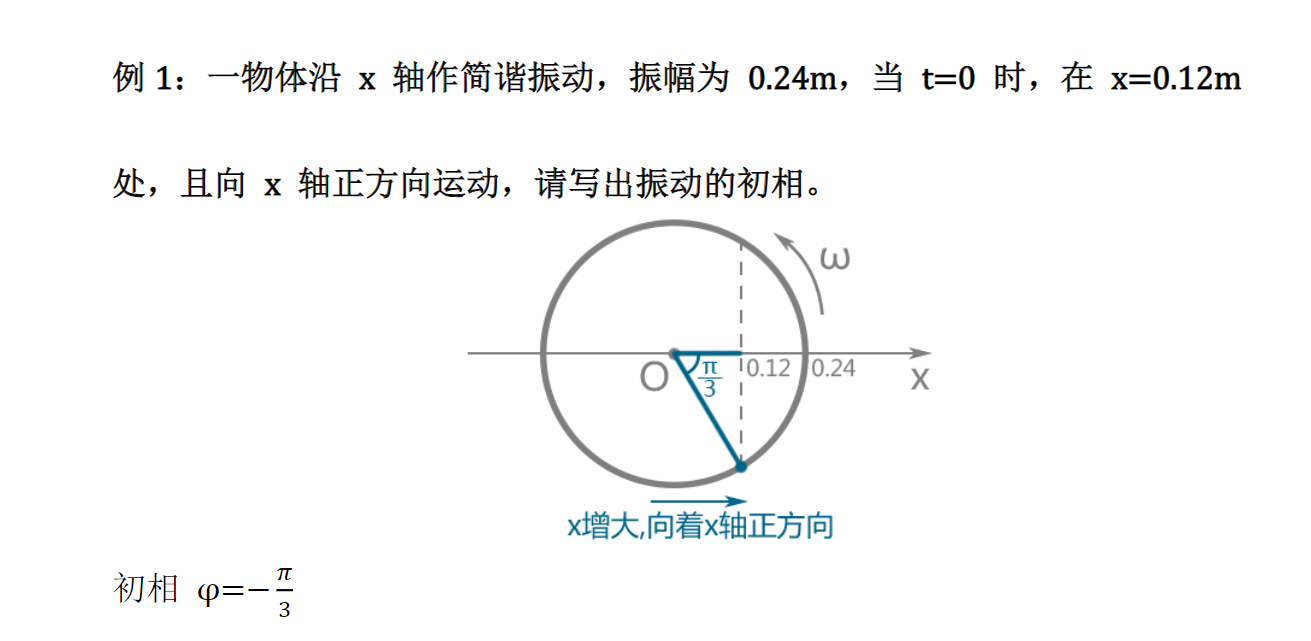 例 1：一物体沿 x 轴作简谐振动，振幅为 0.24m，当 t=0 时，在 x=0.12m
处，且向 x 轴正方向运动，请写出振动的初相。
ω
O
π
3
0.12
0.24
x
x增大,向着x轴正方向
初相 φ=−π/3